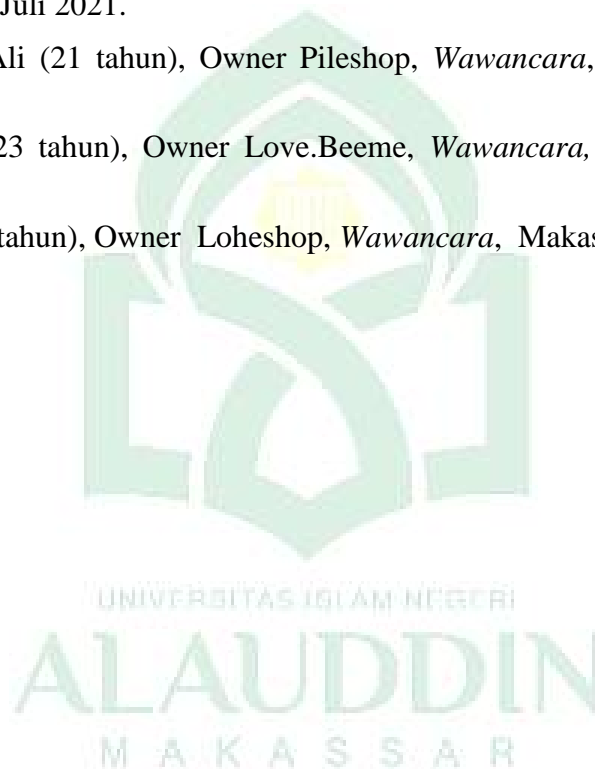 Juli 2021.
Ali (21 tahun), Owner Pileshop, Wawancara,
23 tahun), Owner Love.Beeme, Wawancara,
tahun), Owner Loheshop, Wawancara, Makas
UNIVERSITAS ISLAM NEGERI
ALAUDDIN
MAKASSAR